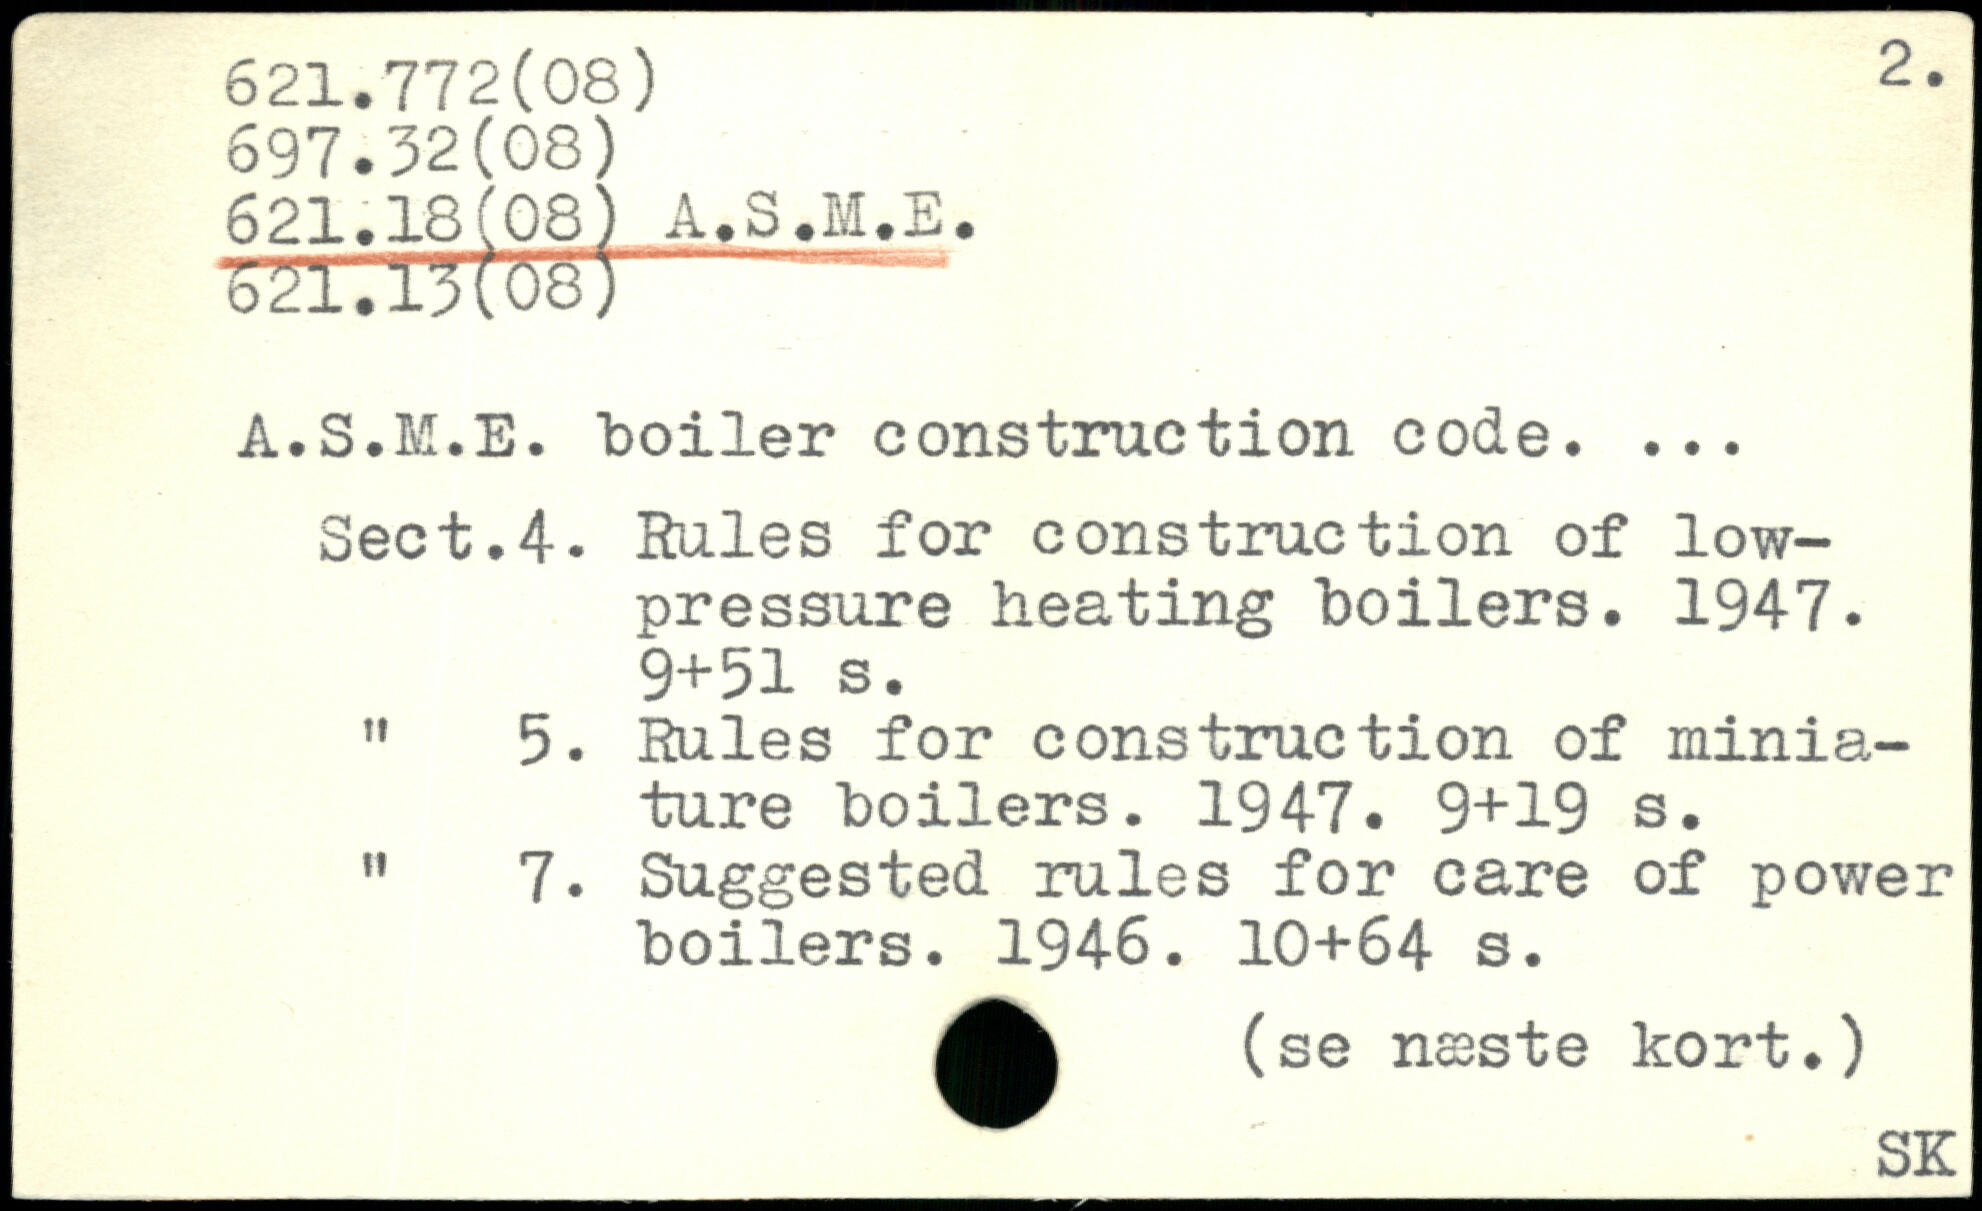 2.
621.772(08)
697.32(08)
621.18(08) A.S.M.E.
621.13(08)
A.S.M.E. boiler construction code. ...
Sect.4. Rules for construction of low-
pressure heating boilers. 1947.
9+51 s.
" 5. Rules for construction of minia-
ture boilers. 1947. 9+19 s.
" 7. Suggested rules for care of power
boilers. 1946. 10+64 s.
(se næste kort.)
SK